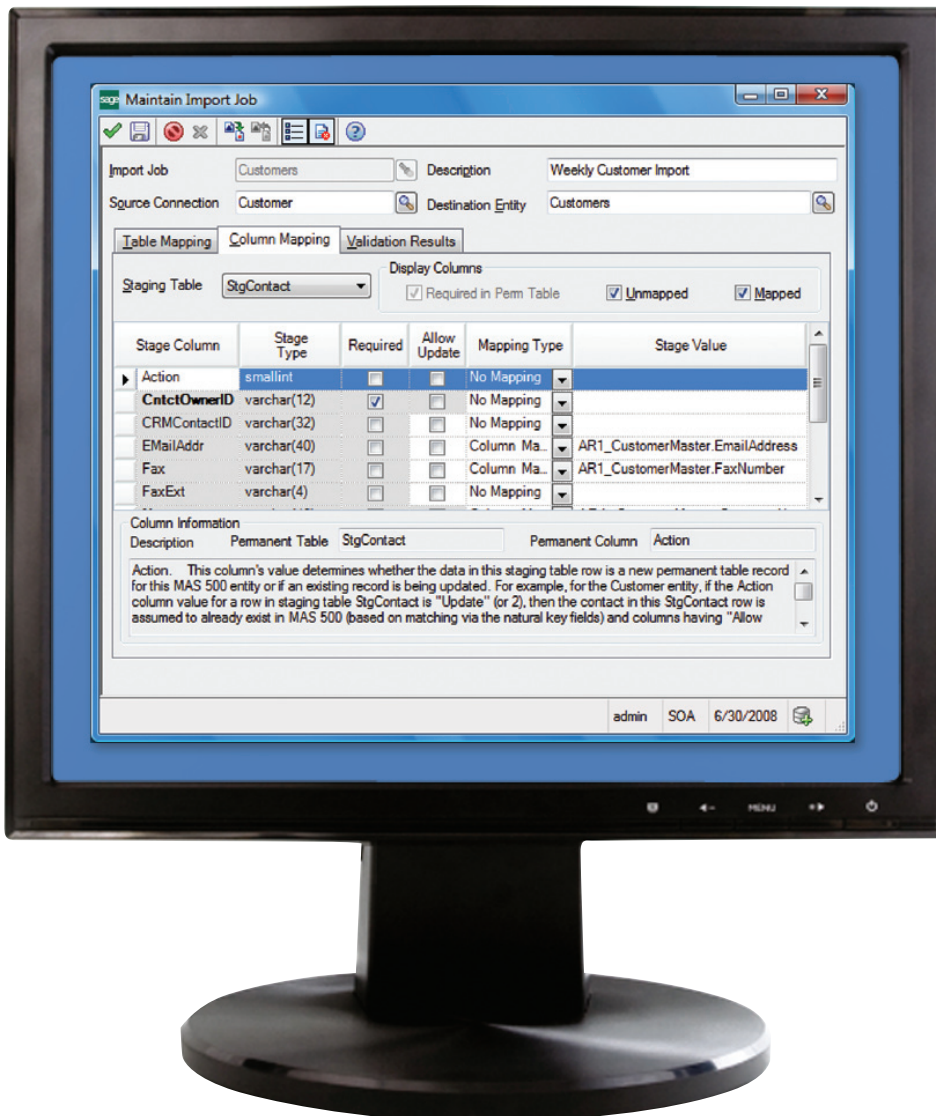 sage Maintain Import Job
Import Job Customers Description Weekly Customer Import
Source Connection Customer Destination Entity Customers
Table Mapping Column Mapping Validation Results
Display Columns
Staging Table StgContact Required in Perm Table Unmapped Mapped
Stage Column Stage Type Required Allow Update Mapping Type Stage Value
Action smallint No Mapping
CntctOwnerID varchar(12) No Mapping
CRMContactID varchar(32) No Mapping
EMailAddr varchar(40) Column Ma... AR1_CustomerMaster.EmailAddress
Fax varchar(17) Column Ma... AR1_CustomerMaster.FaxNumber
FaxExt varchar(4) No Mapping
Column Information
Description Permanent Table StgContact Permanent Column Action
Action. This column's value determines whether the data in this staging table row is a new permanent table record
for this MAS 500 entity or if an existing record is being updated. For example, for the Customer entity, if the Action
column value for a row in staging table StgContact is "Update" (or 2), then the contact in this StgContact row is
assumed to already exist in MAS 500 (based on matching via the natural key fields) and columns having "Allow
admin SOA 6/30/2008
MENU